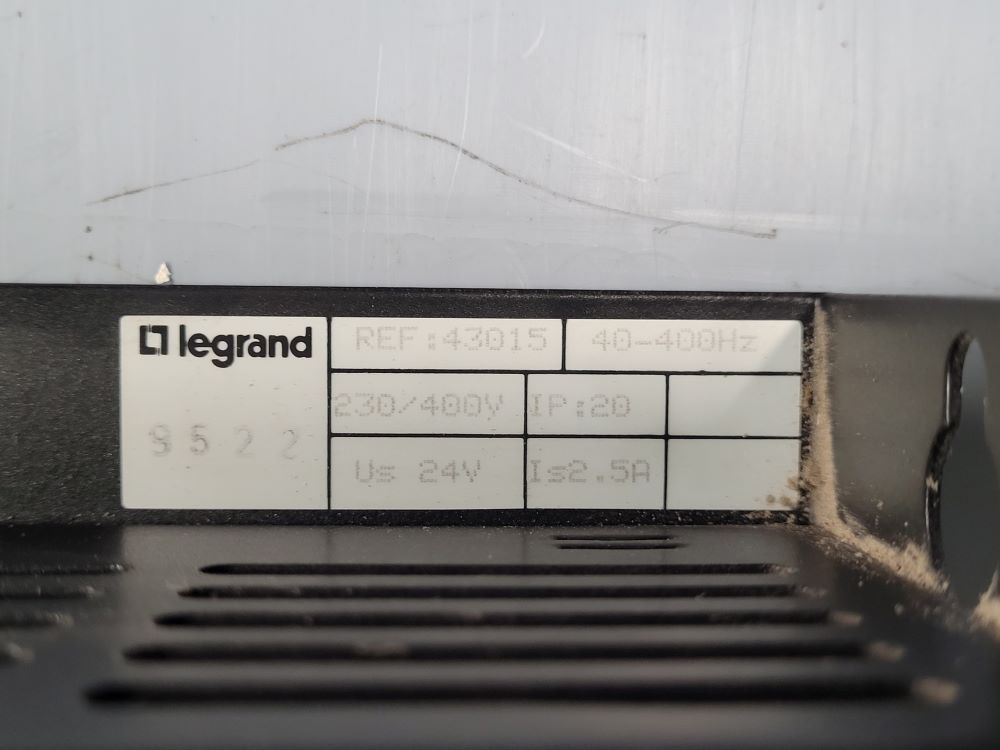 legrand
REF:43015
40-400Hz
230/400V
IP:20
9522
Us 24V
Is2.5A